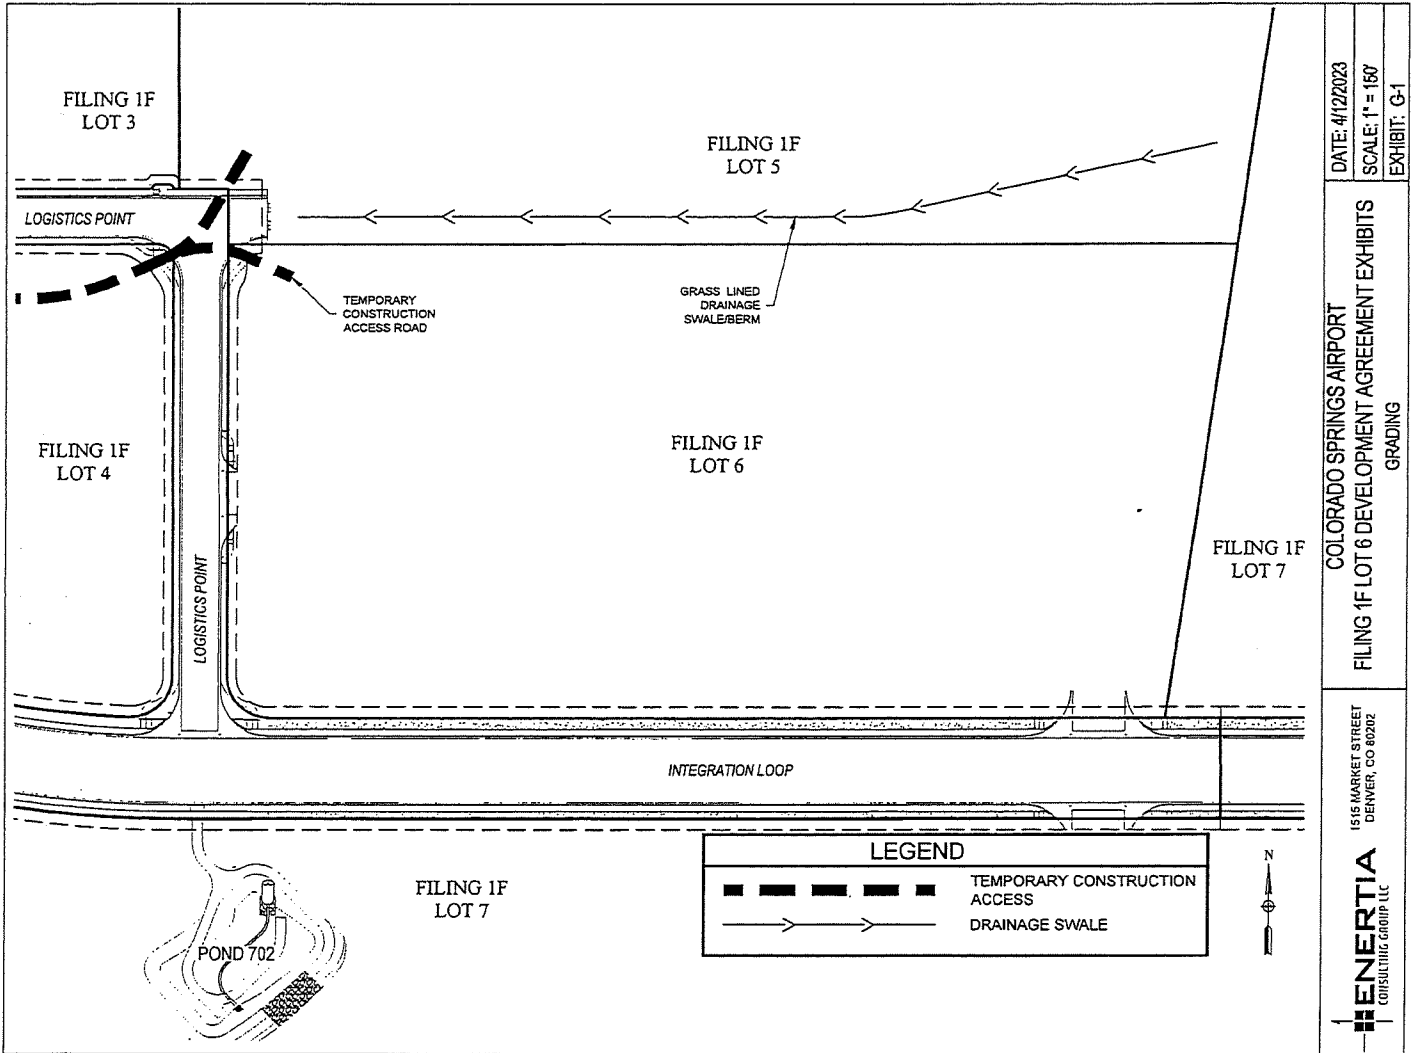 FILING 1F
LOT 3
FILING 1F
LOT 5
LOGISTICS POINT
TEMPORARY
CONSTRUCTION
ACCESS ROAD
GRASS LINED
DRAINAGE
SWALE/BERM
FILING 1F
LOT 4
FILING 1F
LOT 6
FILING 1F
LOT 7
LOGISTICS POINT
INTEGRATION LOOP
FILING 1F
LOT 7
POND 702
LEGEND
TEMPORARY CONSTRUCTION
ACCESS
DRAINAGE SWALE
N
DATE: 4/12/2023
SCALE: 1" = 150'
EXHIBIT: G-1
COLORADO SPRINGS AIRPORT
FILING 1F LOT 6 DEVELOPMENT AGREEMENT EXHIBITS
GRADING
1515 MARKET STREET
DENVER, CO 80202
ENERTIA
CONSULTING GROUP LLC